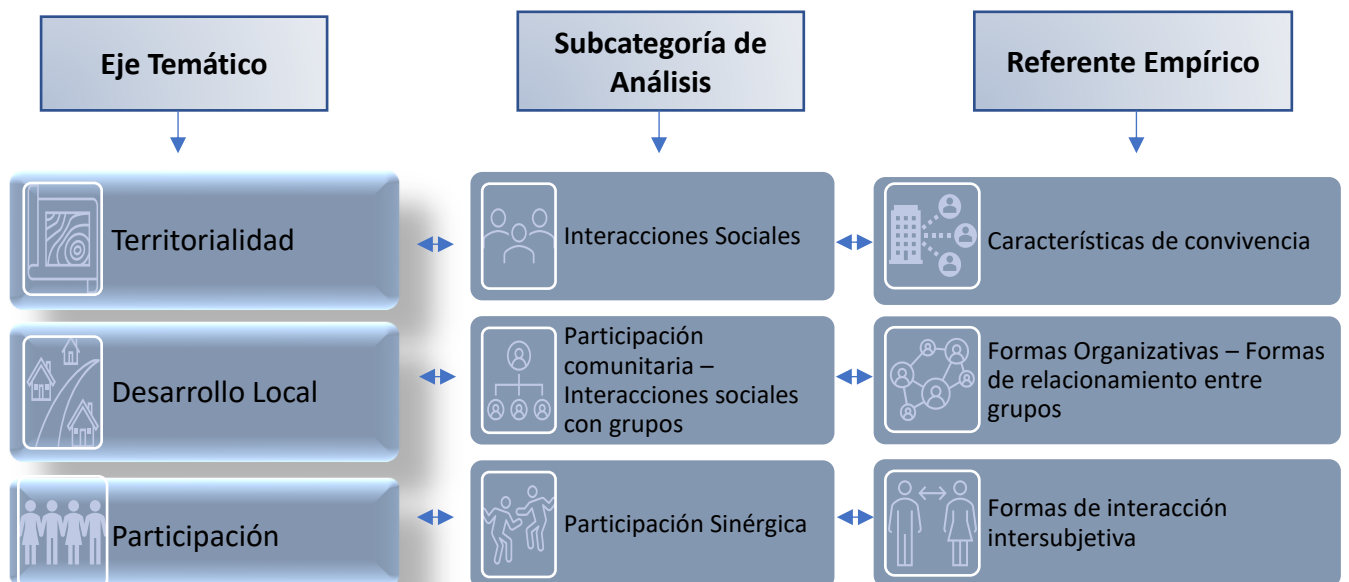 Eje Temático
Subcategoría de
Análisis
Referente Empírico
Territorialidad
Interacciones Sociales
Características de convivencia
Desarrollo Local
Participación
comunitaria –
Interacciones sociales
con grupos
Formas Organizativas – Formas
de relacionamiento entre
grupos
Participación
Participación Sinérgica
Formas de interacción
intersubjetiva